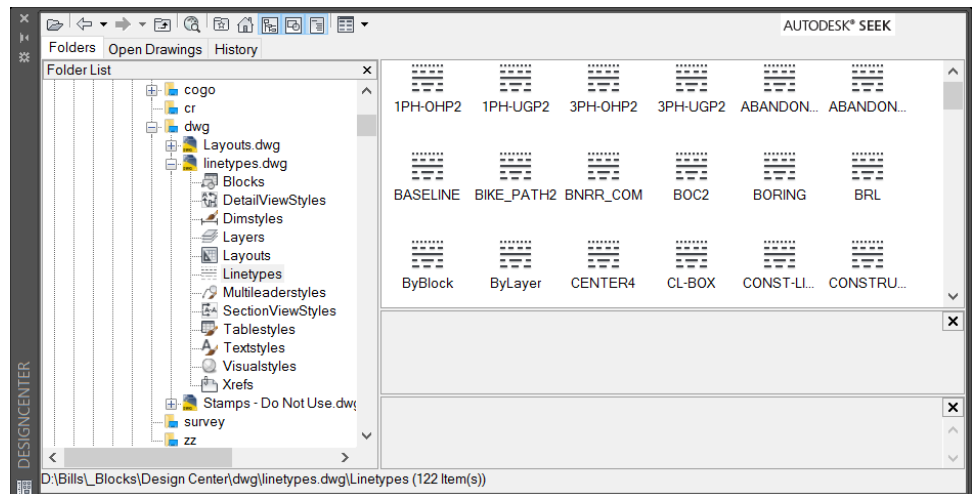 AUTODESK® SEEK
Folders Open Drawings History
Folder List
cogo
cr
dwg
Layouts.dwg
linetypes.dwg
Blocks
DetailViewStyles
Dimstyles
Layers
Layouts
Linetypes
Multileaderstyles
SectionViewStyles
Tablestyles
Textstyles
Visualstyles
Xrefs
Stamps - Do Not Use.dwg
survey
zz
1PH-OHP2 1PH-UGP2 3PH-OHP2 3PH-UGP2 ABANDON... ABANDON...
BASELINE BIKE_PATH2 BNRR_COM BOC2 BORING BRL
ByBlock ByLayer CENTER4 CL-BOX CONST-LI... CONSTRU...
DESIGNCENTER
D:\Bills\_Blocks\Design Center\dwg\linetypes.dwg\Linetypes (122 Item(s))